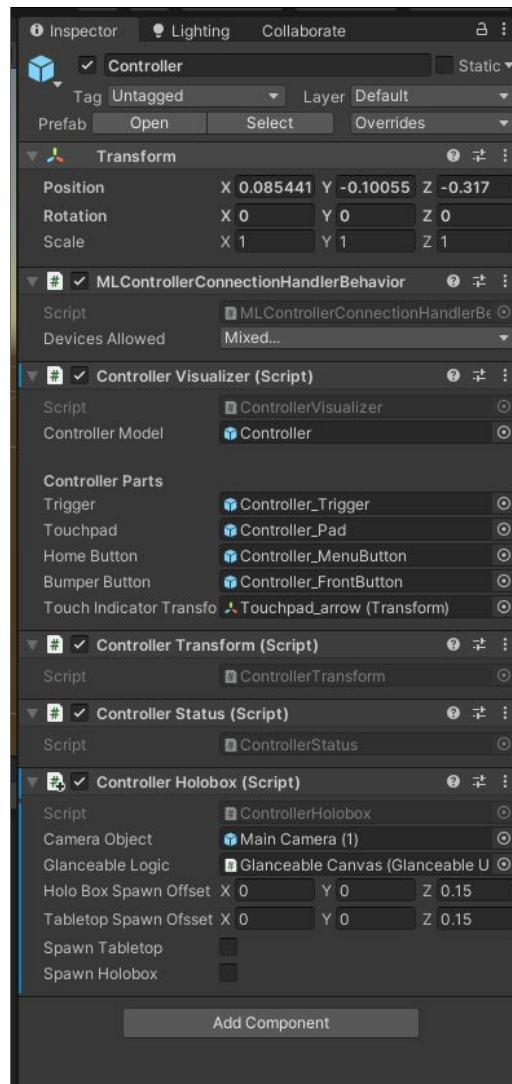 Inspector Lighting Collaborate
Controller Static
Tag Untagged Layer Default
Prefab Open Select Overrides
Transform
Position X 0.085441 Y -0.10055 Z -0.317
Rotation X 0 Y 0 Z 0
Scale X 1 Y 1 Z 1
# MLControllerConnectionHandlerBehavior
Script MLControllerConnectionHandlerBe
Devices Allowed Mixed...
# Controller Visualizer (Script)
Script ControllerVisualizer
Controller Model Controller
Controller Parts
Trigger Controller_Trigger
Touchpad Controller_Pad
Home Button Controller_MenuButton
Bumper Button Controller_FrontButton
Touch Indicator Transfo Touchpad_arrow (Transform)
# Controller Transform (Script)
Script ControllerTransform
# Controller Status (Script)
Script ControllerStatus
# Controller Holobox (Script)
Script ControllerHolobox
Camera Object Main Camera (1)
Glanceable Logic Glanceable Canvas (Glanceable U
Holo Box Spawn Offset X 0 Y 0 Z 0.15
Tabletop Spawn Ofsset X 0 Y 0 Z 0.15
Spawn Tabletop
Spawn Holobox
Add Component